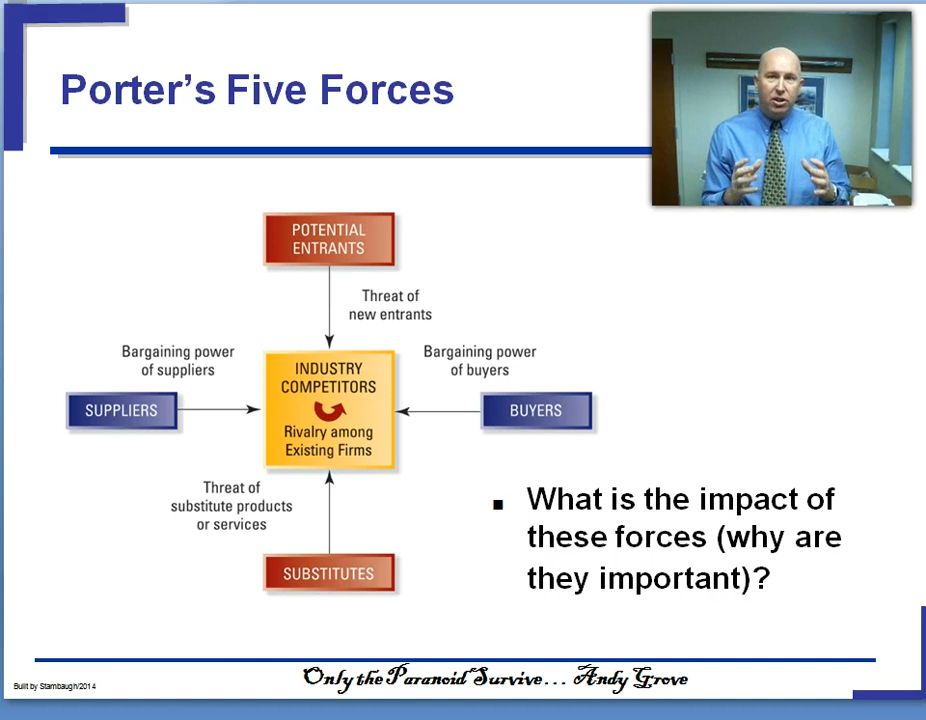 Porter’s Five Forces
POTENTIAL
ENTRANTS
Threat of
new entrants
Bargaining power
of suppliers
Bargaining power
of buyers
SUPPLIERS
INDUSTRY
COMPETITORS
Rivalry among
Existing Firms
BUYERS
Threat of
substitute products
or services
SUBSTITUTES
■ What is the impact of
these forces (why are
they important)?
Only the Paranoid Survive… Andy Grove
Built by Stambaugh/2014